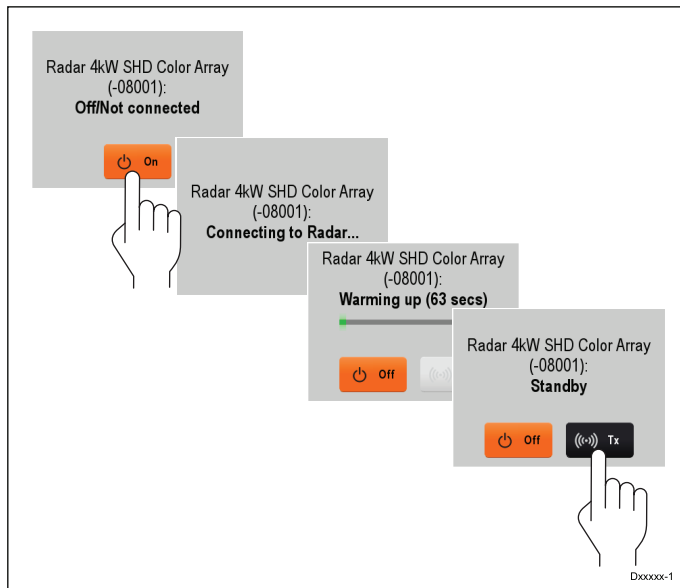 Radar 4kW SHD Color Array
(-08001):
Off/Not connected
On
Radar 4kW SHD Color Array
(-08001):
Connecting to Radar...
Radar 4kW SHD Color Array
(-08001):
Warming up (63 secs)
Off
Radar 4kW SHD Color Array
(-08001):
Standby
Off
Tx
Dxxxxx-1